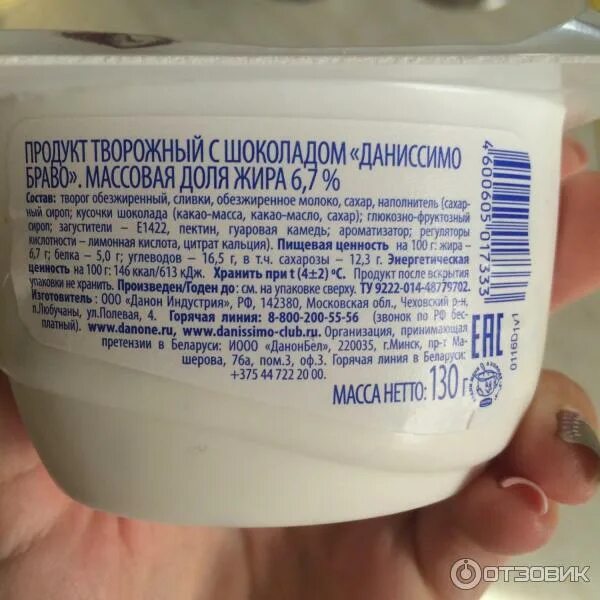 ПРОДУКТ ТВОРОЖНЫЙ С ШОКОЛАДОМ «ДАНИССИМО
БРАВО». МАССОВАЯ ДОЛЯ ЖИРА 6,7 %
Состав: творог обезжиренный, сливки, обезжиренное молоко, сахар, наполнитель (сахар-
ный сироп; кусочки шоколада (какао-масса, какао-масло, сахар); глюкозно-фруктозный
сироп; загустители – Е1422, пектин, гуаровая камедь; ароматизатор; регуляторы
кислотности – лимонная кислота, цитрат кальция). Пищевая ценность на 100 г: жира –
6,7 г; белка – 5,0 г; углеводов – 16,5 г, в т.ч. сахарозы – 12,3 г. Энергетическая
ценность на 100 г: 146 ккал/613 кДж. Хранить при t (4±2) °С. Продукт после вскрытия
упаковки не хранить. Произведен/Годен до: см. на упаковке сверху. ТУ 9222-014-48779702.
Изготовитель : ООО «Данон Индустрия», РФ, 142380, Московская обл., Чеховский р-н,
п.Любучаны, ул.Полевая, 4. Горячая линия: 8-800-200-55-56 (звонок по РФ бес-
платный). www.danone.ru, www.danissimo-club.ru. Организация, принимающая
претензии в Беларуси: ИООО «ДанонБел», 220035, г.Минск, пр-т Ма-
шерова, 76а, пом.3, оф.3. Горячая линия в Беларуси:
+375 44 722 20 00.
МАССА НЕТТО: 130 г
4600605017333
EAC
0116D1v1
ОТЗОВИК